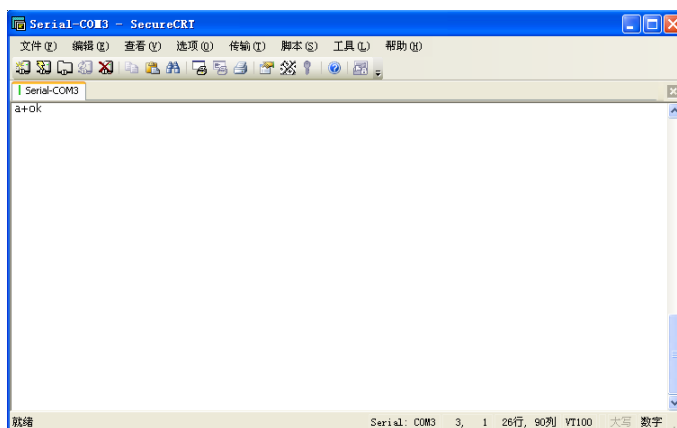 Serial-COM3 - SecureCRT
文件(F) 编辑(E) 查看(V) 选项(O) 传输(T) 脚本(S) 工具(L) 帮助(H)
Serial-COM3
a+ok
就绪 Serial: COM3 3, 1 26行, 90列 VT100 大写 数字